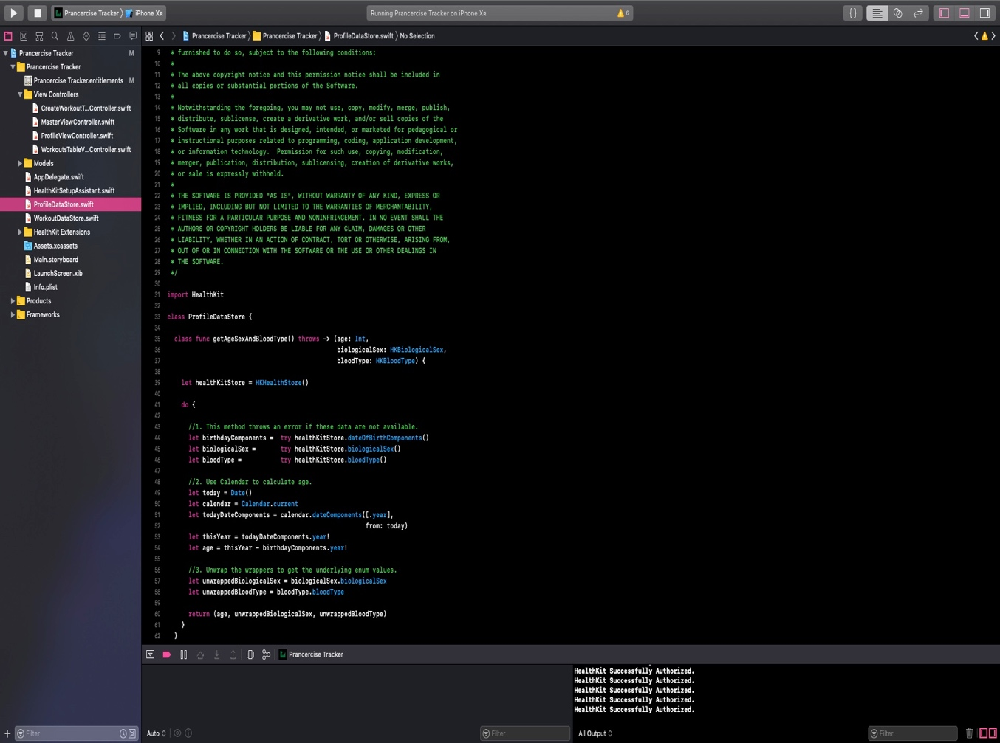 Prancercise Tracker
iPhone XR
Running Prancercise Tracker on iPhone XR
6
{}
Prancercise Tracker
Prancercise Tracker
ProfileDataStore.swift
No Selection
Prancercise Tracker M
Prancercise Tracker
Prancercise Tracker.entitlements M
View Controllers
CreateWorkoutT...Controller.swift
MasterViewController.swift
ProfileViewController.swift
WorkoutsTableV...Controller.swift
Models
AppDelegate.swift
HealthKitSetupAssistant.swift
ProfileDataStore.swift
WorkoutDataStore.swift
HealthKit Extensions
Assets.xcassets
Main.storyboard
LaunchScreen.xib
Info.plist
Products
Frameworks
Filter
9 * furnished to do so, subject to the following conditions:
10 *
11 * The above copyright notice and this permission notice shall be included in
12 * all copies or substantial portions of the Software.
13 *
14 * Notwithstanding the foregoing, you may not use, copy, modify, merge, publish,
15 * distribute, sublicense, create a derivative work, and/or sell copies of the
16 * Software in any work that is designed, intended, or marketed for pedagogical or
17 * instructional purposes related to programming, coding, application development,
18 * or information technology.  Permission for such use, copying, modification,
19 * merger, publication, distribution, sublicensing, creation of derivative works,
20 * or sale is expressly withheld.
21 *
22 * THE SOFTWARE IS PROVIDED "AS IS", WITHOUT WARRANTY OF ANY KIND, EXPRESS OR
23 * IMPLIED, INCLUDING BUT NOT LIMITED TO THE WARRANTIES OF MERCHANTABILITY,
24 * FITNESS FOR A PARTICULAR PURPOSE AND NONINFRINGEMENT. IN NO EVENT SHALL THE
25 * AUTHORS OR COPYRIGHT HOLDERS BE LIABLE FOR ANY CLAIM, DAMAGES OR OTHER
26 * LIABILITY, WHETHER IN AN ACTION OF CONTRACT, TORT OR OTHERWISE, ARISING FROM,
27 * OUT OF OR IN CONNECTION WITH THE SOFTWARE OR THE USE OR OTHER DEALINGS IN
28 * THE SOFTWARE.
29 */
30
31 import HealthKit
32
33 class ProfileDataStore {
34
35 class func getAgeSexAndBloodType() throws -> (age: Int,
36 biologicalSex: HKBiologicalSex,
37 bloodType: HKBloodType) {
38
39 let healthKitStore = HKHealthStore()
40
41 do {
42
43 //1. This method throws an error if these data are not available.
44 let birthdayComponents =  try healthKitStore.dateOfBirthComponents()
45 let biologicalSex =       try healthKitStore.biologicalSex()
46 let bloodType =           try healthKitStore.bloodType()
47
48 //2. Use Calendar to calculate age.
49 let today = Date()
50 let calendar = Calendar.current
51 let todayDateComponents = calendar.dateComponents([.year],
52 from: today)
53 let thisYear = todayDateComponents.year!
54 let age = thisYear - birthdayComponents.year!
55
56 //3. Unwrap the wrappers to get the underlying enum values.
57 let unwrappedBiologicalSex = biologicalSex.biologicalSex
58 let unwrappedBloodType = bloodType.bloodType
59
60 return (age, unwrappedBiologicalSex, unwrappedBloodType)
61 }
62 }
Prancercise Tracker
HealthKit Successfully Authorized.
HealthKit Successfully Authorized.
HealthKit Successfully Authorized.
HealthKit Successfully Authorized.
HealthKit Successfully Authorized.
Auto
Filter
All Output
Filter